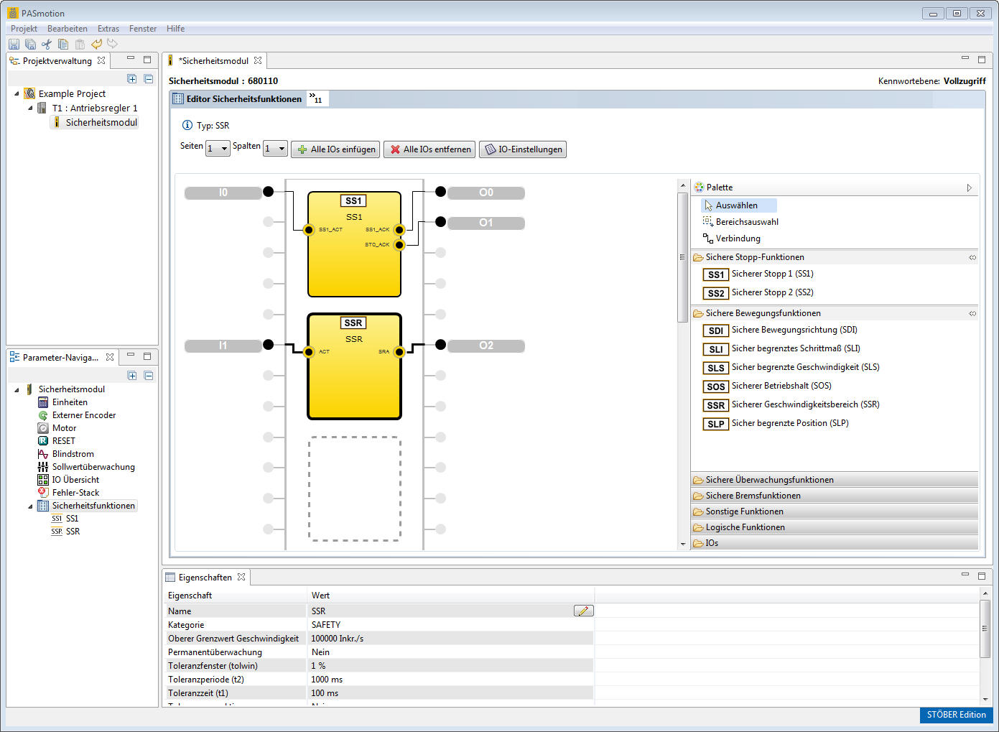 PASmotion
Projekt Bearbeiten Extras Fenster Hilfe
Projektverwaltung
Example Project
T1 : Antriebsregler 1
Sicherheitsmodul
Parameter-Naviga...
Sicherheitsmodul
Einheiten
Externer Encoder
Motor
RESET
Blindstrom
Sollwertüberwachung
IO Übersicht
Fehler-Stack
Sicherheitsfunktionen
SS1 SS1
SSR SSR
*Sicherheitsmodul
Sicherheitsmodul : 680110
Kennwortebene: Vollzugriff
Editor Sicherheitsfunktionen »11
Typ: SSR
Seiten 1 Spalten 1 Alle IOs einfügen Alle IOs entfernen IO-Einstellungen
I0
SS1
SS1
SS1_ACT SS1_ACK
STO_ACK
O0
O1
I1
SSR
SSR
ACT SRA
O2
Palette
Auswählen
Bereichsauswahl
Verbindung
Sichere Stopp-Funktionen
SS1 Sicherer Stopp 1 (SS1)
SS2 Sicherer Stopp 2 (SS2)
Sichere Bewegungsfunktionen
SDI Sichere Bewegungsrichtung (SDI)
SLI Sicher begrenztes Schrittmaß (SLI)
SLS Sicher begrenzte Geschwindigkeit (SLS)
SOS Sicherer Betriebshalt (SOS)
SSR Sicherer Geschwindigkeitsbereich (SSR)
SLP Sicher begrenzte Position (SLP)
Sichere Überwachungsfunktionen
Sichere Bremsfunktionen
Sonstige Funktionen
Logische Funktionen
IOs
Eigenschaften
Eigenschaft Wert
Name SSR
Kategorie SAFETY
Oberer Grenzwert Geschwindigkeit 100000 Inkr./s
Permanentüberwachung Nein
Toleranzfenster (tolwin) 1 %
Toleranzperiode (t2) 1000 ms
Toleranzzeit (t1) 100 ms
STÖBER Edition